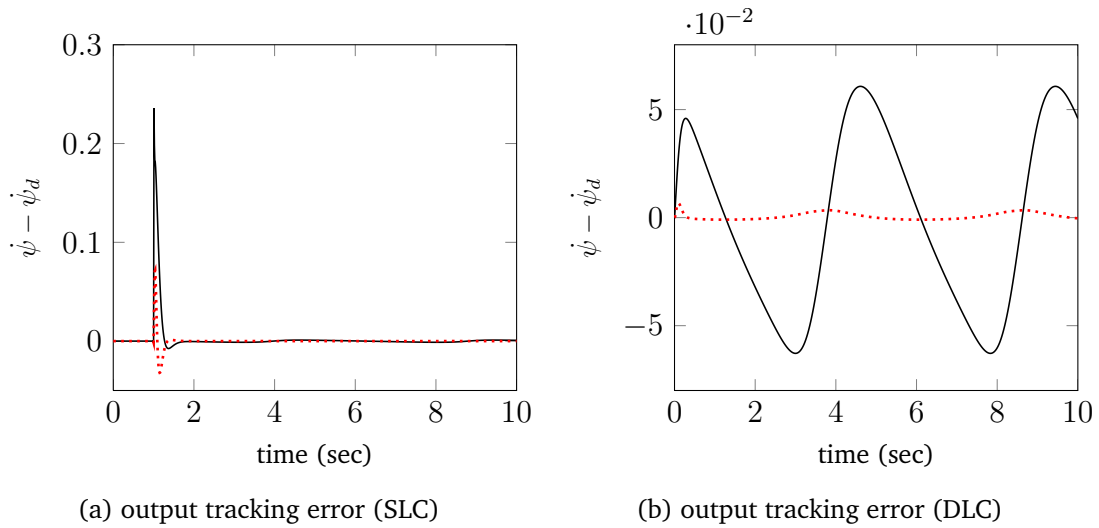 0.3
0.2
0.1
0
0 2 4 6 8 10
ψ̇ − ψ̇_d
time (sec)
(a) output tracking error (SLC)
·10⁻²
5
0
−5
0 2 4 6 8 10
ψ̇ − ψ̇_d
time (sec)
(b) output tracking error (DLC)